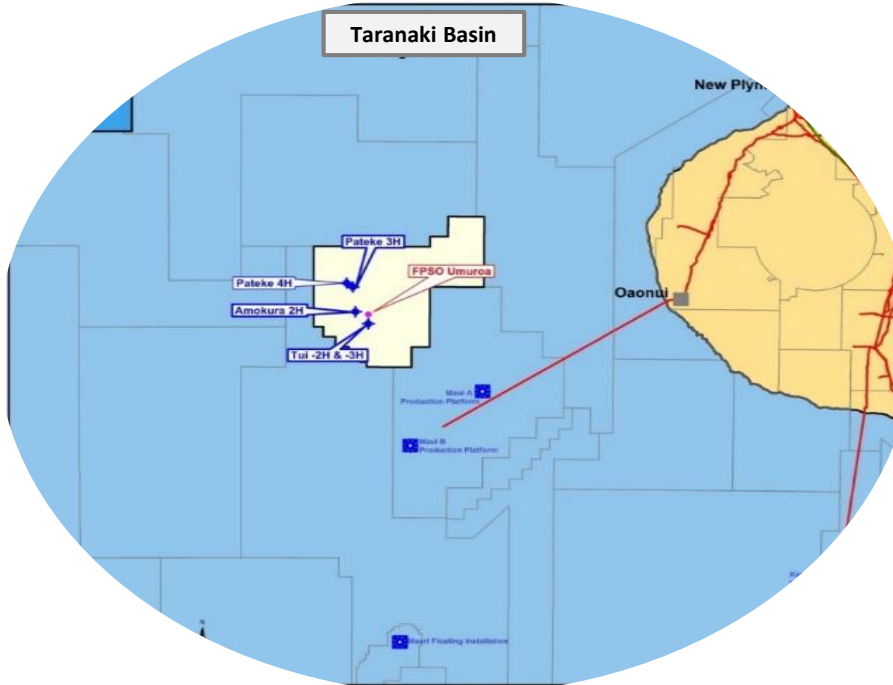 Taranaki Basin
New Plym
Pateke 3H
FPSO Umuroa
Pateke 4H
Oaonui
Amokura 2H
Tui -2H & -3H
Maui A
Production Platform
Maui B
Production Platform
Maari Floating Installation
N